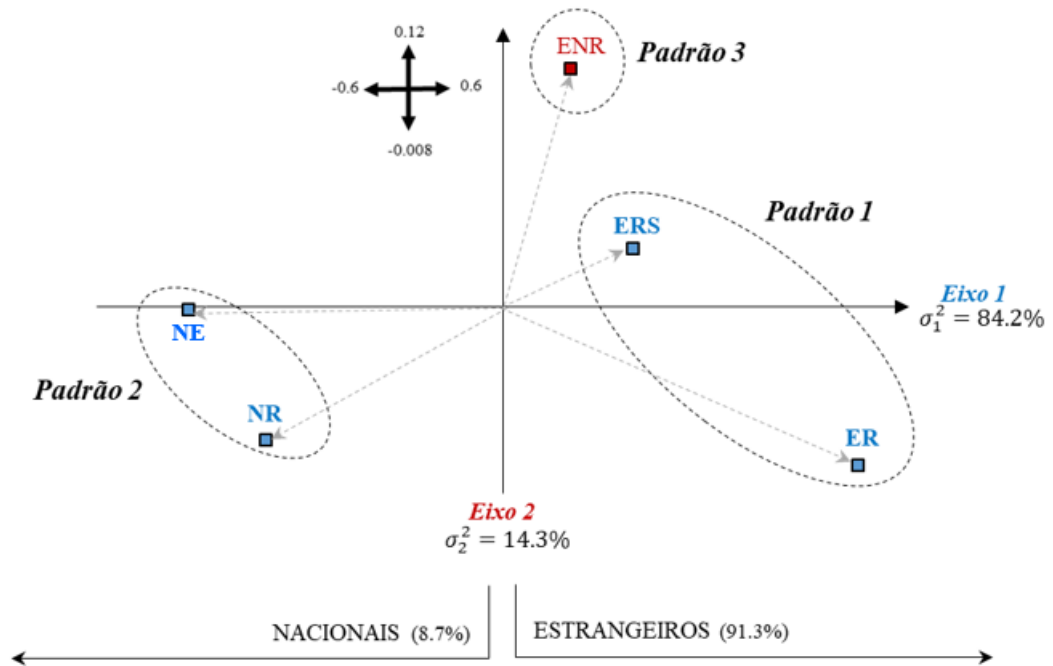 0.12
-0.6
0.6
-0.008
ENR
Padrão 3
Padrão 1
ERS
Eixo 1
σ₁² = 84.2%
NE
Padrão 2
NR
ER
Eixo 2
σ₂² = 14.3%
NACIONAIS (8.7%)
ESTRANGEIROS (91.3%)